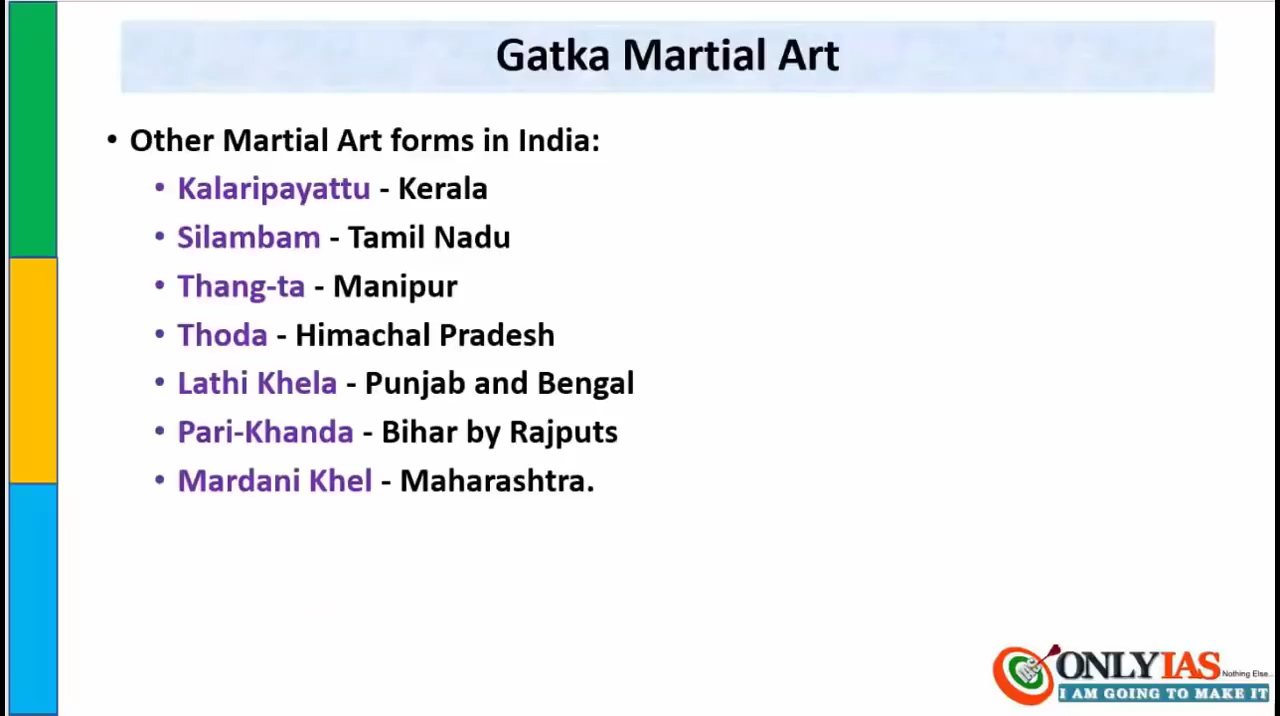 Gatka Martial Art
• Other Martial Art forms in India:
• Kalaripayattu - Kerala
• Silambam - Tamil Nadu
• Thang-ta - Manipur
• Thoda - Himachal Pradesh
• Lathi Khela - Punjab and Bengal
• Pari-Khanda - Bihar by Rajputs
• Mardani Khel - Maharashtra.
ONLYIAS Nothing Else...
I AM GOING TO MAKE IT